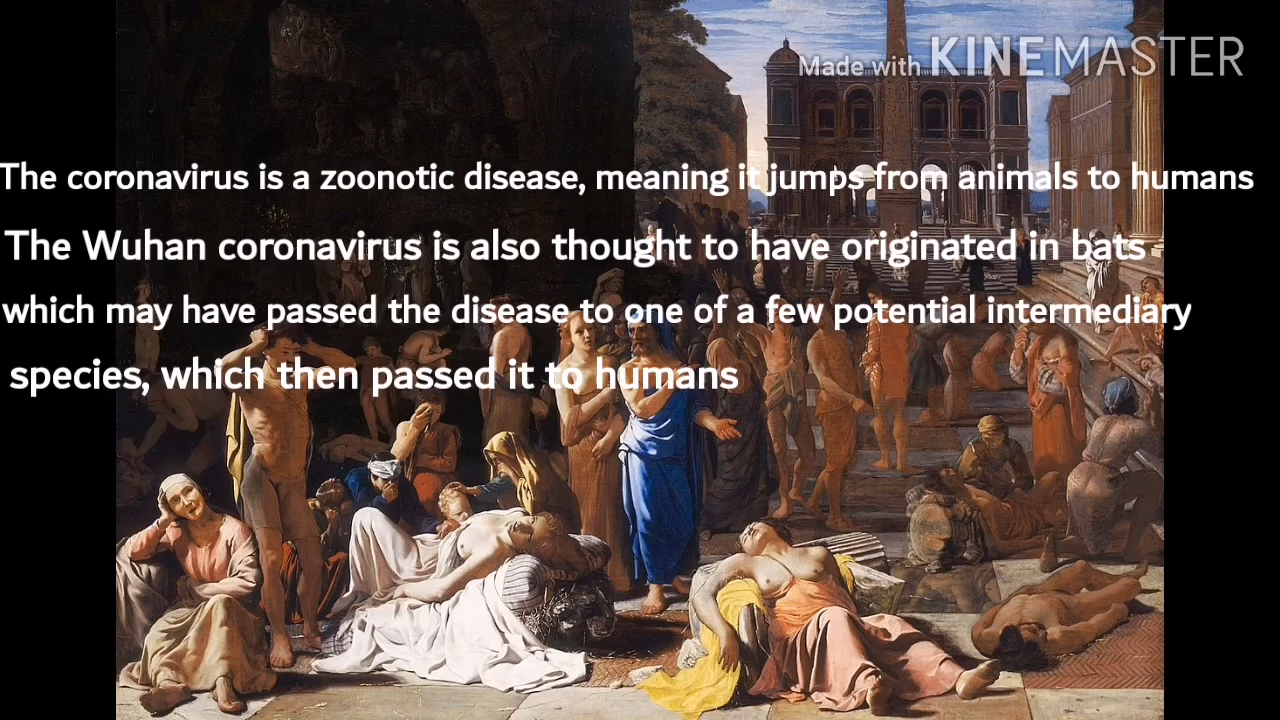 Made with KINEMASTER
The coronavirus is a zoonotic disease, meaning it jumps from animals to humans
The Wuhan coronavirus is also thought to have originated in bats
which may have passed the disease to one of a few potential intermediary
species, which then passed it to humans